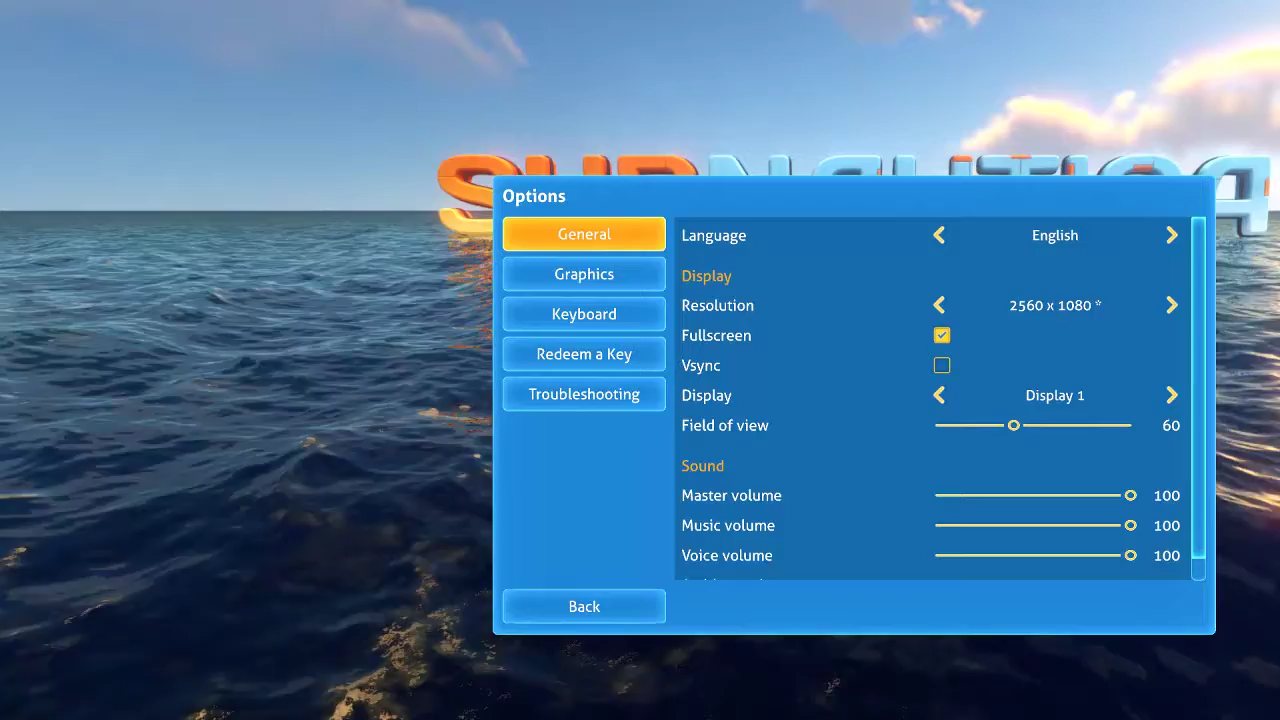 SUBNAUTICA
Options
General
Graphics
Keyboard
Redeem a Key
Troubleshooting
Back
Language English
Display
Resolution 2560 x 1080 *
Fullscreen
Vsync
Display Display 1
Field of view 60
Sound
Master volume 100
Music volume 100
Voice volume 100